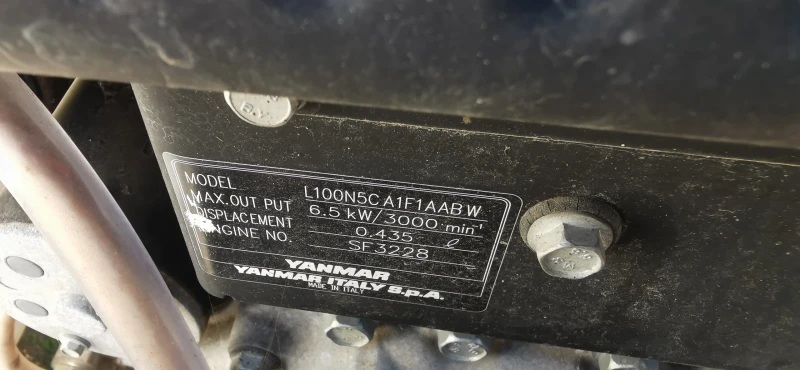 MODEL L100N5CA1F1AABW
MAX.OUT PUT 6.5 kW/3000 min⁻¹
DISPLACEMENT 0.435 ℓ
ENGINE NO. SF3228
YANMAR
YANMAR ITALY S.p.A.
MADE IN ITALY